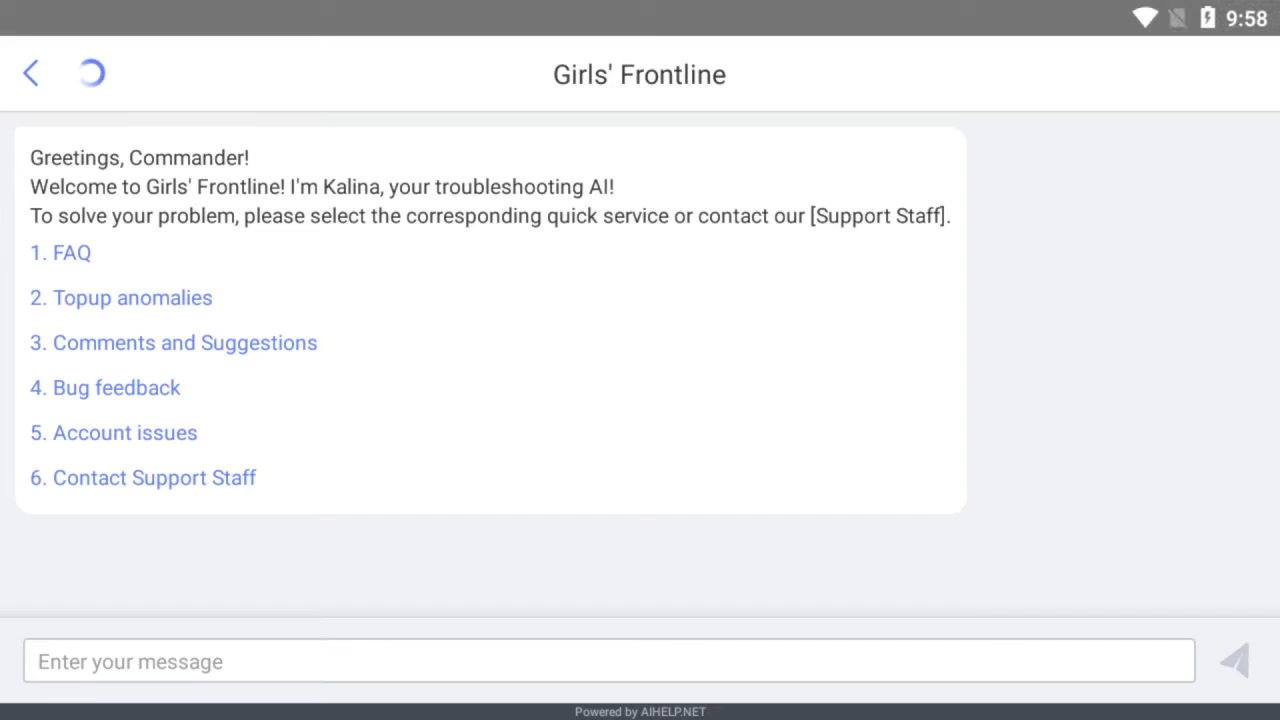 9:58
Girls' Frontline
Greetings, Commander!
Welcome to Girls' Frontline! I'm Kalina, your troubleshooting AI!
To solve your problem, please select the corresponding quick service or contact our [Support Staff].
1. FAQ
2. Topup anomalies
3. Comments and Suggestions
4. Bug feedback
5. Account issues
6. Contact Support Staff
Enter your message
Powered by AIHELP.NET